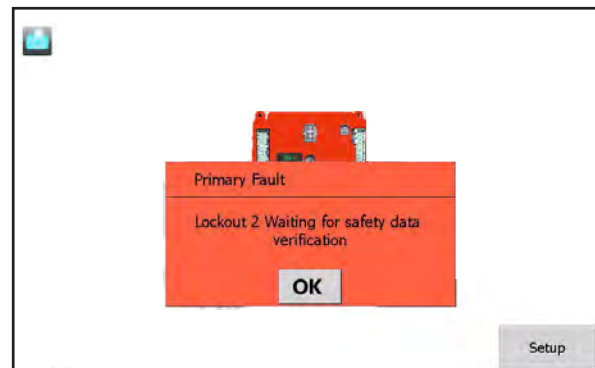 Primary Fault
Lockout 2 Waiting for safety data
verification
OK
Setup